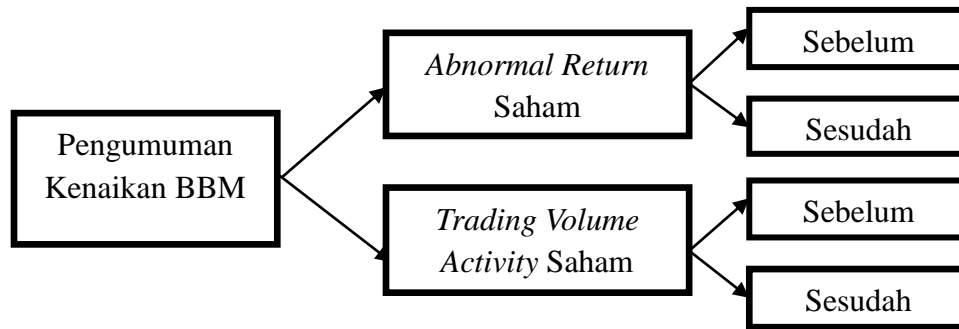 Pengumuman
Kenaikan BBM
Abnormal Return
Saham
Sebelum
Sesudah
Trading Volume
Activity Saham
Sebelum
Sesudah